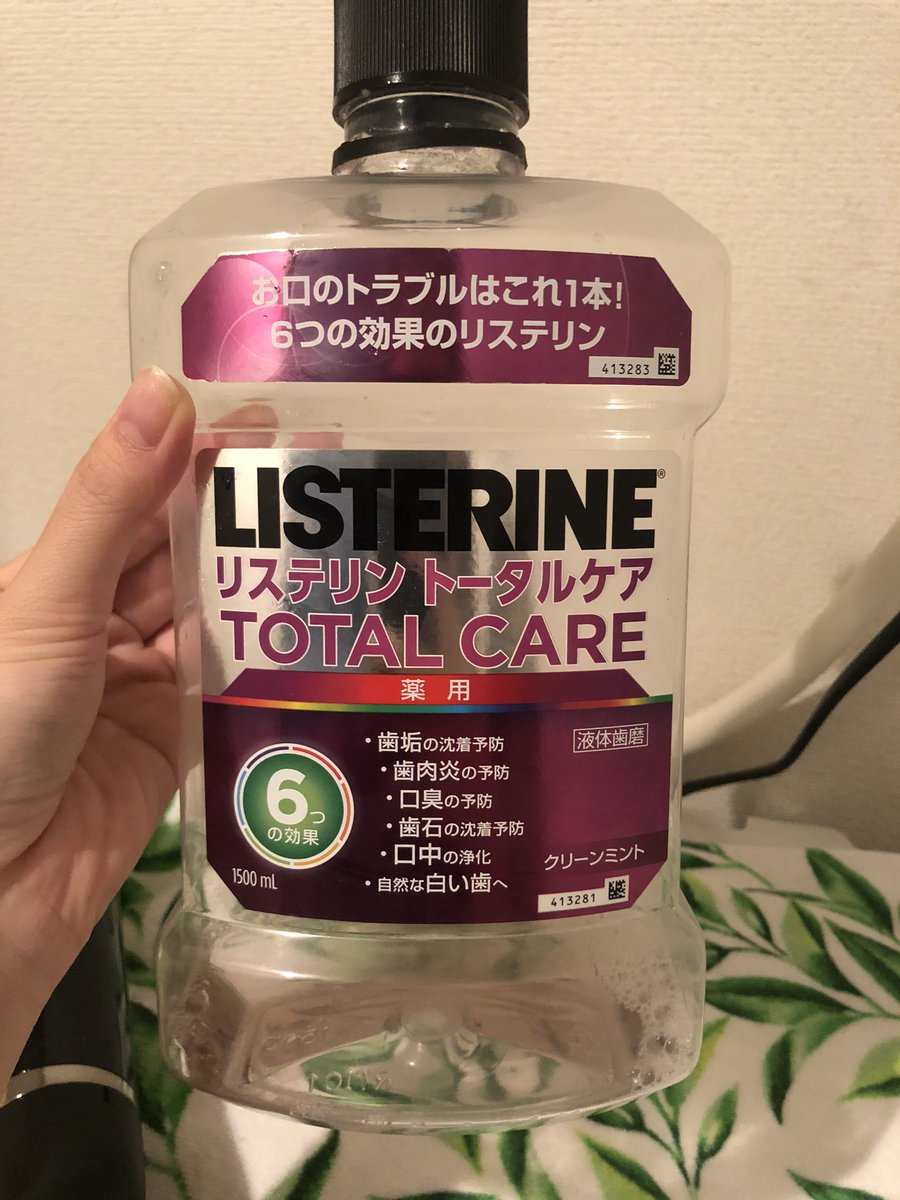 お口のトラブルはこれ1本!
6つの効果のリステリン
413283
LISTERINE®
リステリン トータルケア
TOTAL CARE
薬用
液体歯磨
・歯垢の沈着予防
・歯肉炎の予防
・口臭の予防
・歯石の沈着予防
・口中の浄化
・自然な白い歯へ
6つ
の効果
1500 mL
クリーンミント
413281